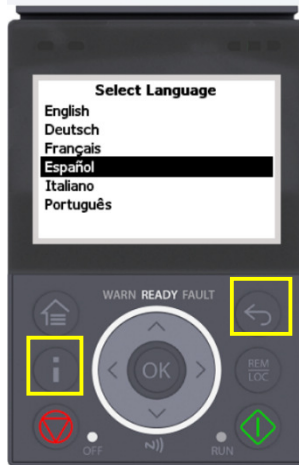 Select Language
English
Deutsch
Français
Español
Italiano
Português
WARN READY FAULT
i
OK
REM
LOC
OFF
RUN